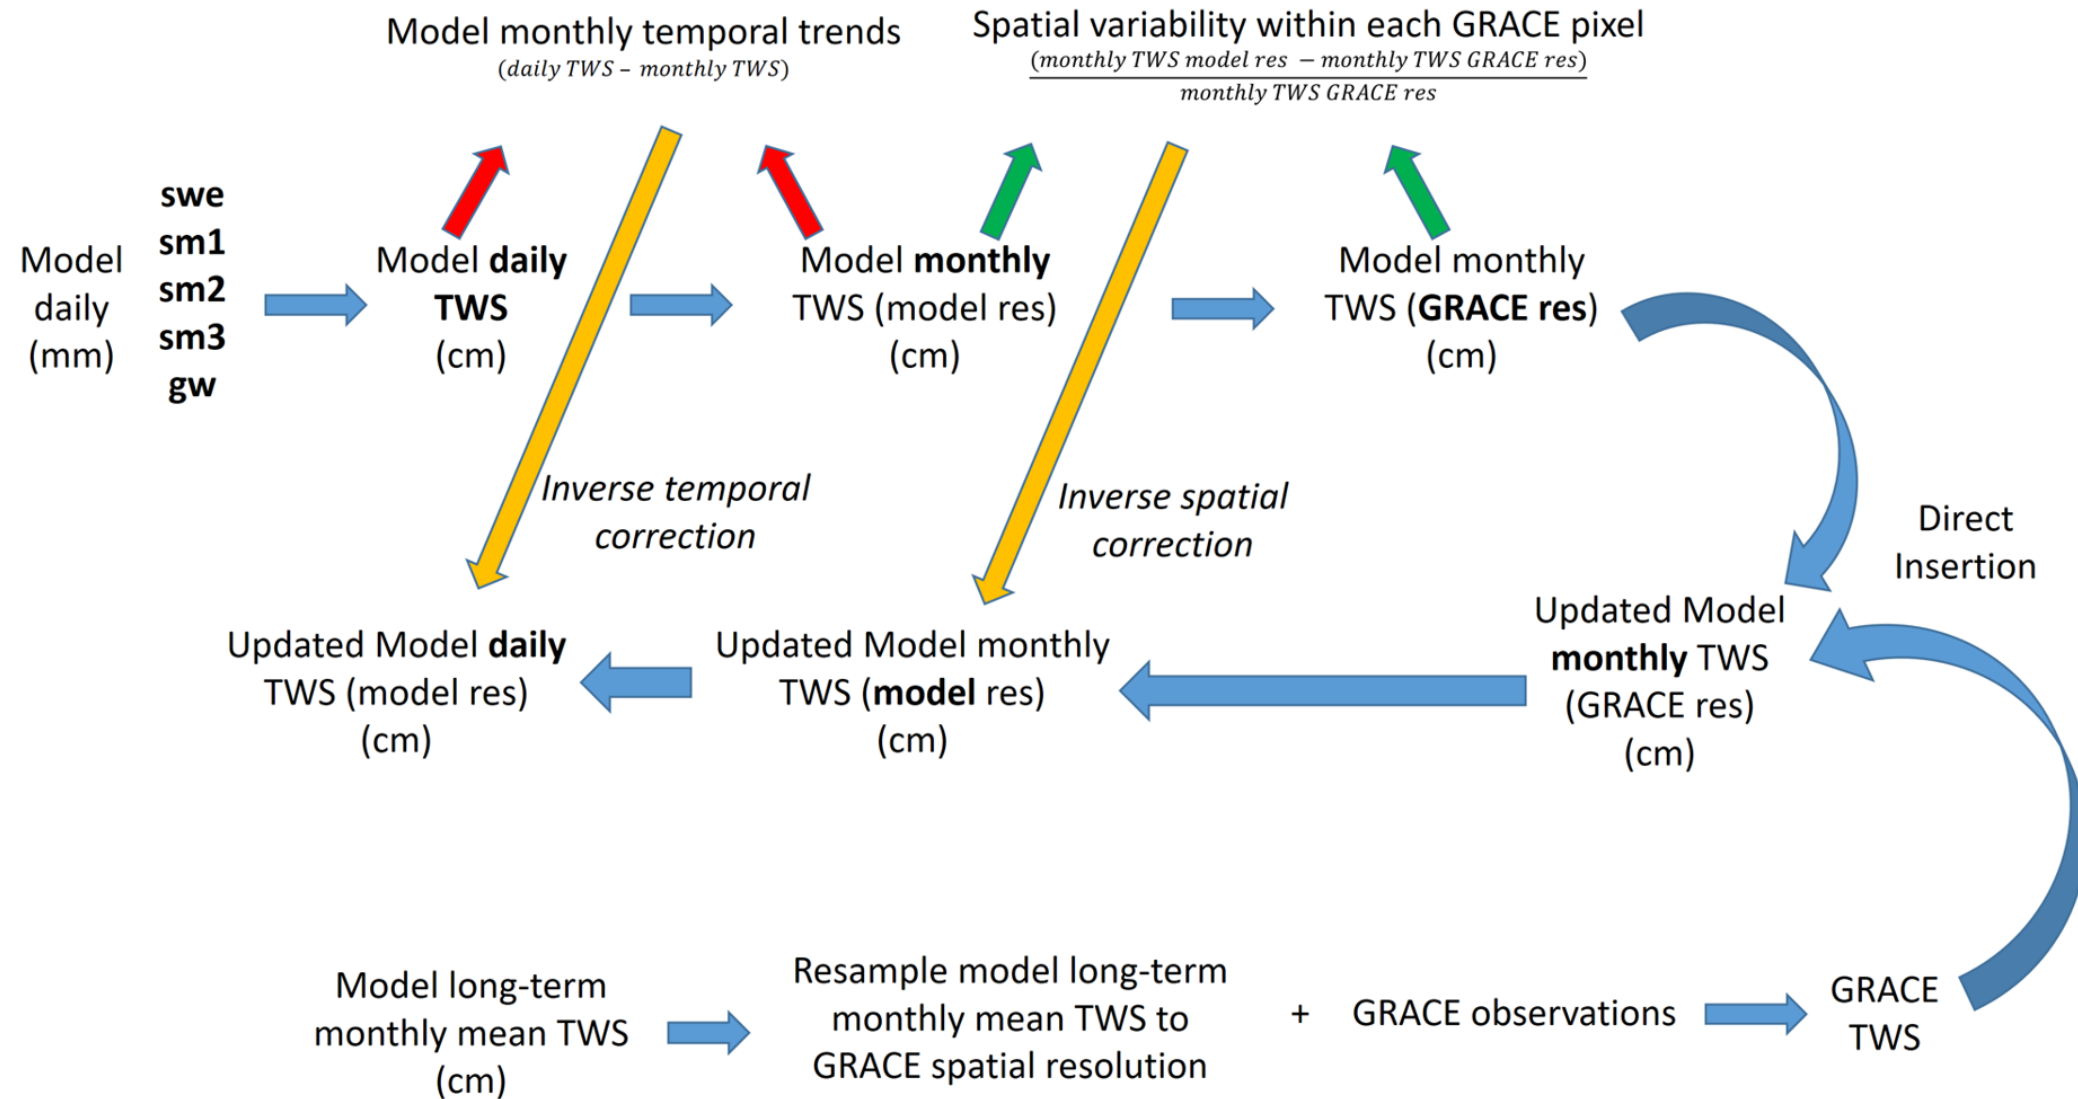 Model monthly temporal trends
(daily TWS – monthly TWS)
Spatial variability within each GRACE pixel
(monthly TWS model res − monthly TWS GRACE res)
monthly TWS GRACE res
Model
daily
(mm)
swe
sm1
sm2
sm3
gw
Model daily
TWS
(cm)
Model monthly
TWS (model res)
(cm)
Model monthly
TWS (GRACE res)
(cm)
Inverse temporal
correction
Inverse spatial
correction
Direct
Insertion
Updated Model daily
TWS (model res)
(cm)
Updated Model monthly
TWS (model res)
(cm)
Updated Model
monthly TWS
(GRACE res)
(cm)
Model long-term
monthly mean TWS
(cm)
Resample model long-term
monthly mean TWS to
GRACE spatial resolution
+
GRACE observations
GRACE
TWS